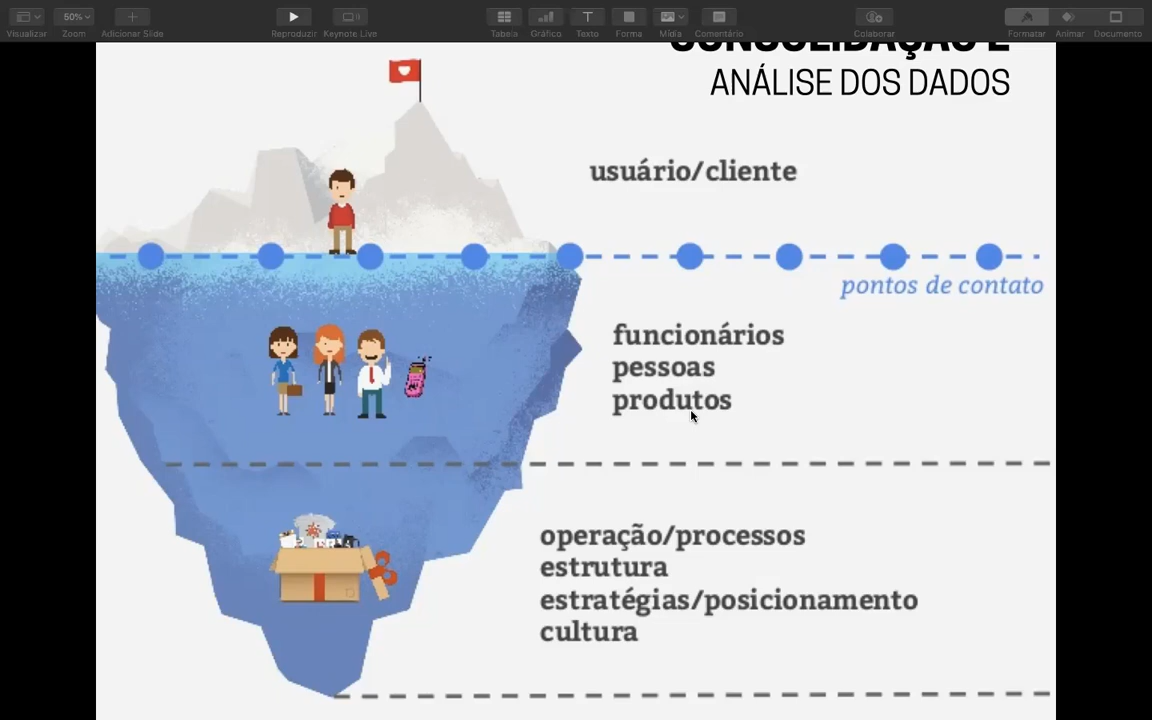 50%
Visualizar
Zoom
Adicionar Slide
Reproduzir
Keynote Live
Tabela
Gráfico
Texto
Forma
Mídia
Comentário
Colaborar
Formatar
Animar
Documento
CONSOLIDAÇÃO E
ANÁLISE DOS DADOS
usuário/cliente
pontos de contato
funcionários
pessoas
produtos
operação/processos
estrutura
estratégias/posicionamento
cultura